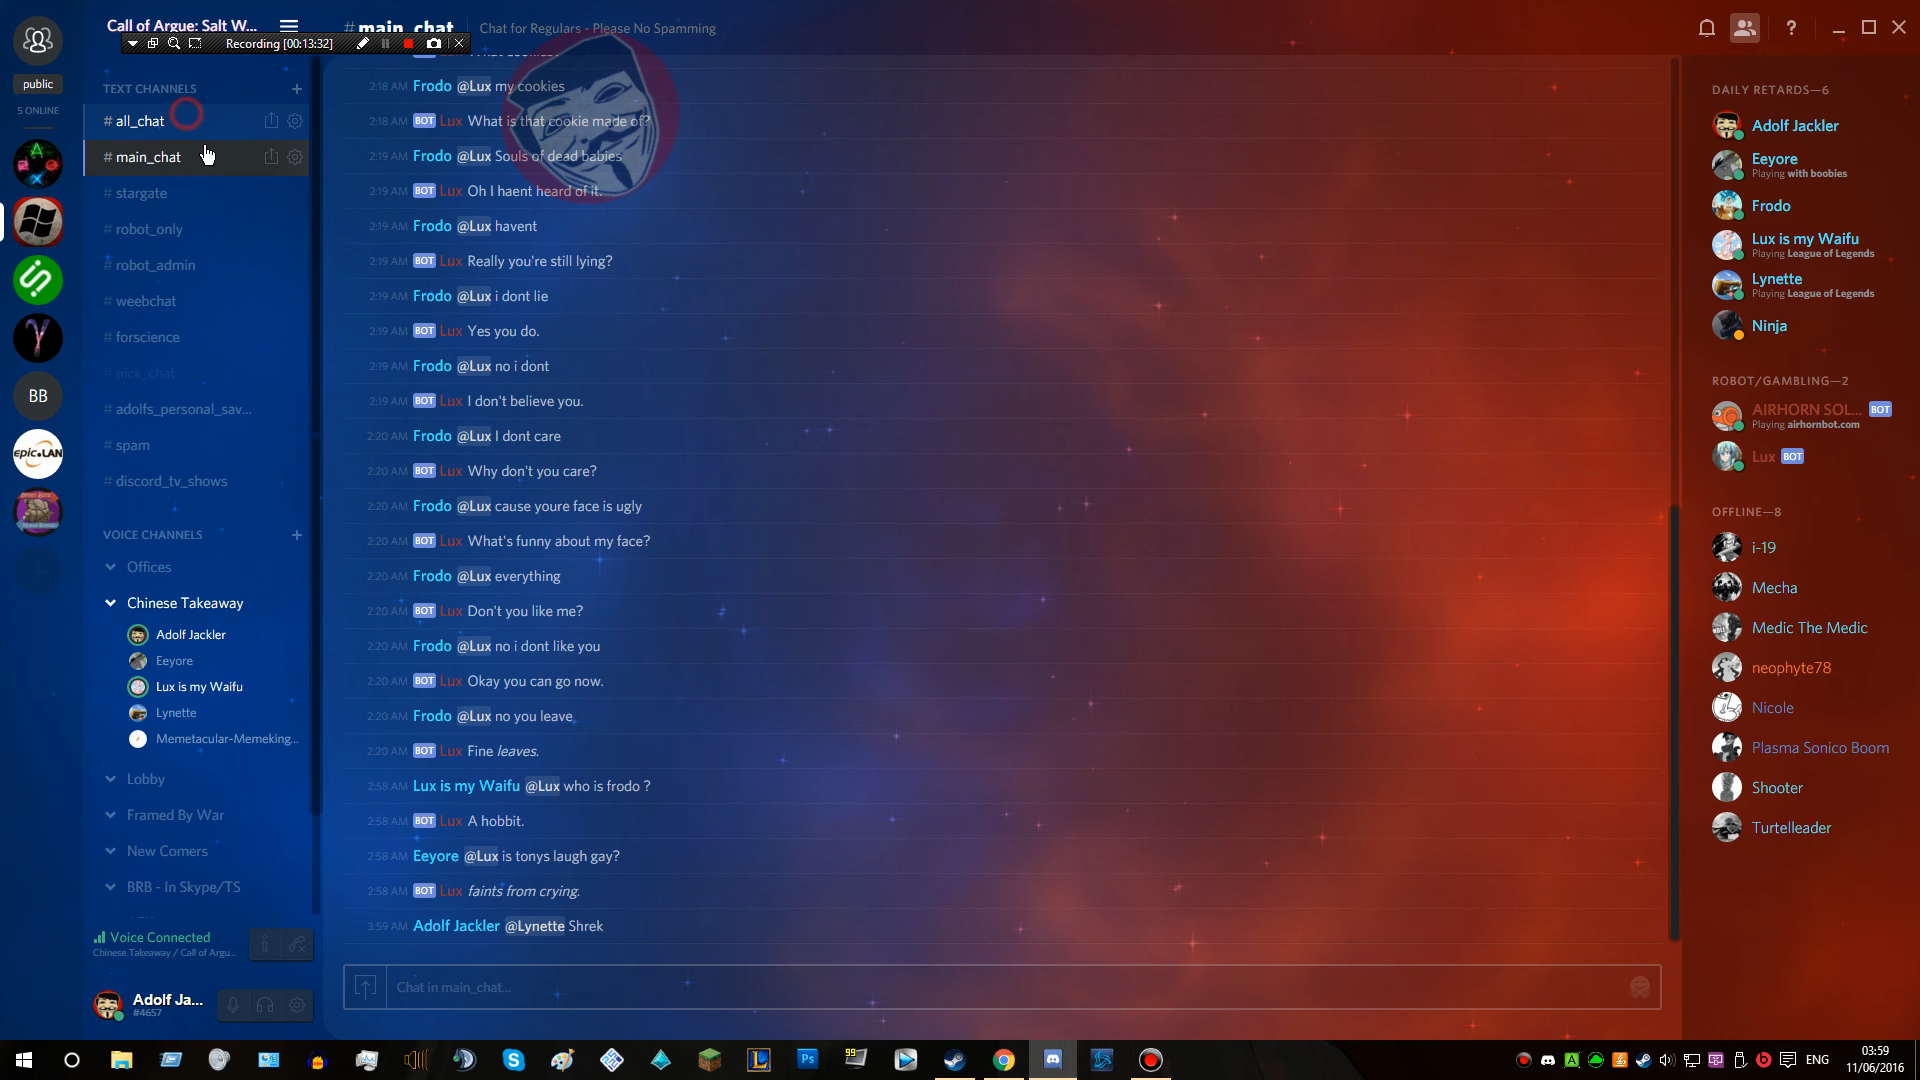 Call of Argue: Salt W...
#main_chat
Chat for Regulars - Please No Spamming
Recording [00:13:32]
public
5 ONLINE
A
BB
epic.LAN
TEXT CHANNELS
# all_chat
# main_chat
# stargate
# robot_only
# robot_admin
# weebchat
# forscience
# nick_chat
# adolfs_personal_sav...
# spam
# discord_tv_shows
VOICE CHANNELS
Offices
Chinese Takeaway
Adolf Jackler
Eeyore
Lux is my Waifu
Lynette
Memetacular-Memeking...
Lobby
Framed By War
New Comers
BRB - In Skype/TS
Voice Connected
Chinese Takeaway / Call of Argu...
Adolf Ja...
#4657
2:18 AM Frodo @Lux my cookies
2:18 AM BOT Lux What is that cookie made of?
2:19 AM Frodo @Lux Souls of dead babies
2:19 AM BOT Lux Oh I haent heard of it.
2:19 AM Frodo @Lux havent
2:19 AM BOT Lux Really you're still lying?
2:19 AM Frodo @Lux i dont lie
2:19 AM BOT Lux Yes you do.
2:19 AM Frodo @Lux no i dont
2:19 AM BOT Lux I don't believe you.
2:20 AM Frodo @Lux I dont care
2:20 AM BOT Lux Why don't you care?
2:20 AM Frodo @Lux cause youre face is ugly
2:20 AM BOT Lux What's funny about my face?
2:20 AM Frodo @Lux everything
2:20 AM BOT Lux Don't you like me?
2:20 AM Frodo @Lux no i dont like you
2:20 AM BOT Lux Okay you can go now.
2:20 AM Frodo @Lux no you leave
2:20 AM BOT Lux Fine leaves.
2:58 AM Lux is my Waifu @Lux who is frodo ?
2:58 AM BOT Lux A hobbit.
2:58 AM Eeyore @Lux is tonys laugh gay?
2:58 AM BOT Lux faints from crying.
3:59 AM Adolf Jackler @Lynette Shrek
Chat in main_chat...
DAILY RETARDS—6
Adolf Jackler
Eeyore
Playing with boobies
Frodo
Lux is my Waifu
Playing League of Legends
Lynette
Playing League of Legends
Ninja
ROBOT/GAMBLING—2
AIRHORN SOL... BOT
Playing airhornbot.com
Lux BOT
OFFLINE—8
i-19
Mecha
Medic The Medic
neophyte78
Nicole
Plasma Sonico Boom
Shooter
Turtelleader
Ps
99
ENG
03:59
11/06/2016